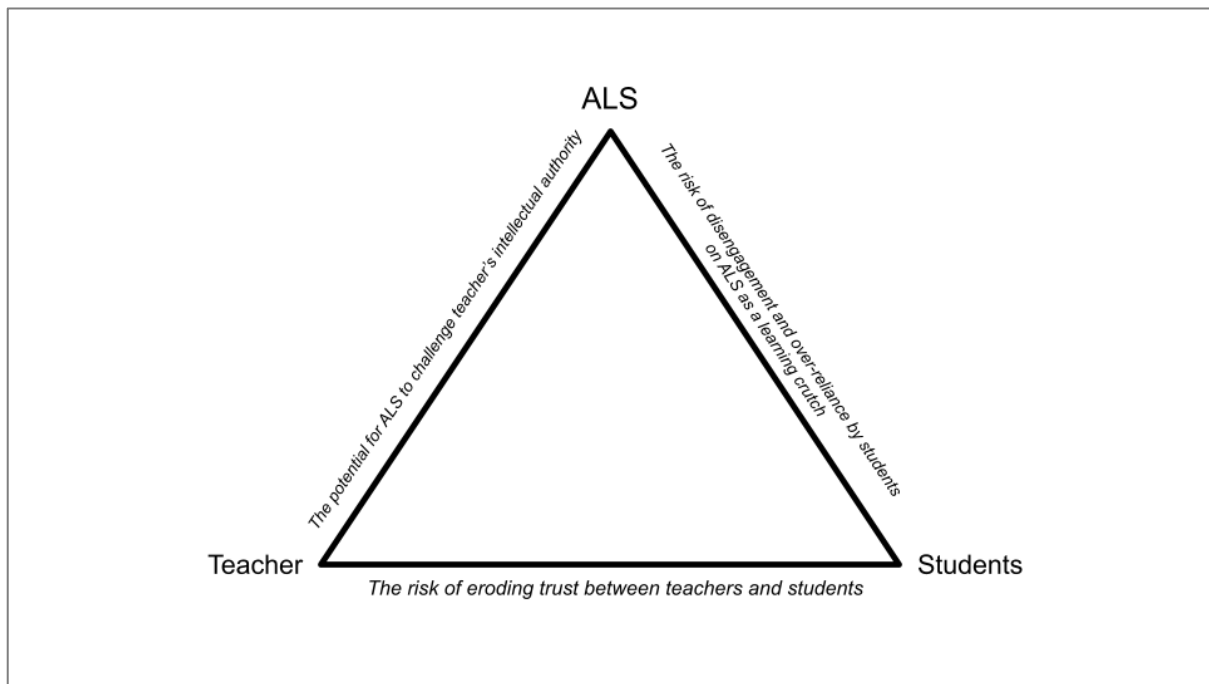 ALS
The potential for ALS to challenge teacher's intellectual authority
The risk of disengagement and over-reliance by students
on ALS as a learning crutch
Teacher
Students
The risk of eroding trust between teachers and students